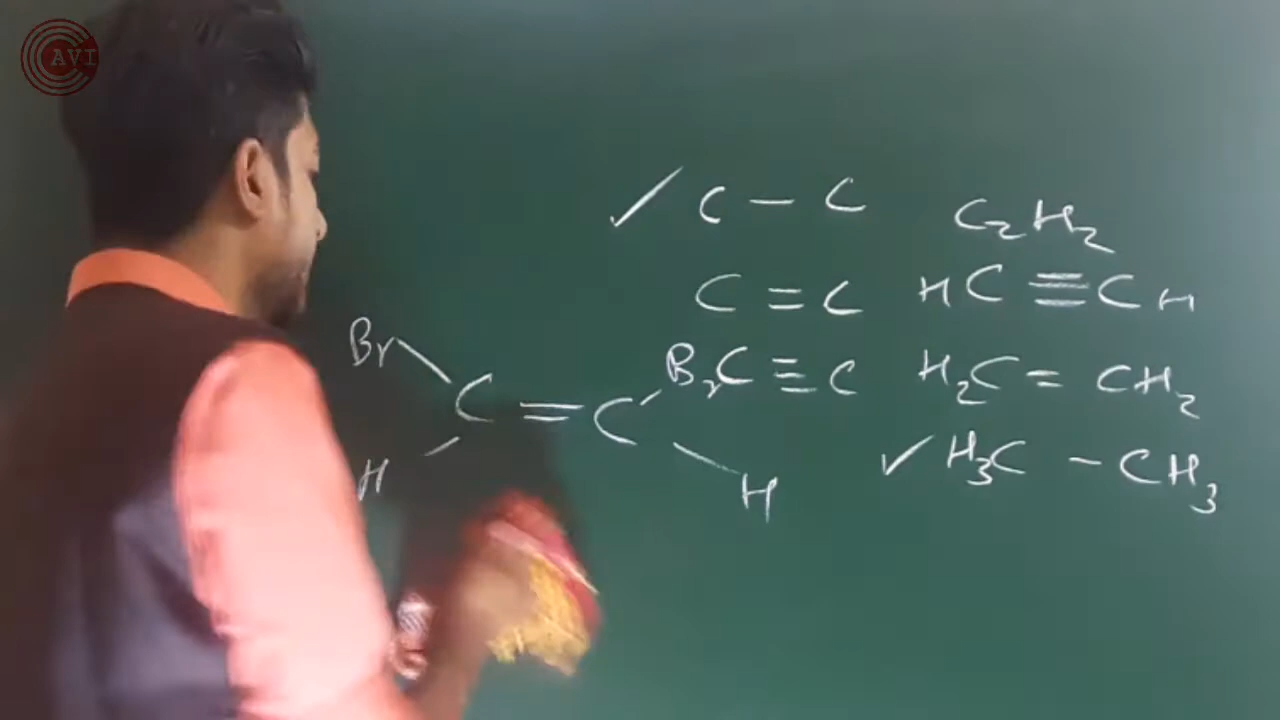 AVI
C - C
C₂H₂
C = C
HC ≡ CH
Br
C = C
Br
H
H
C ≡ C
H₂C = CH₂
✓ H₃C - CH₃